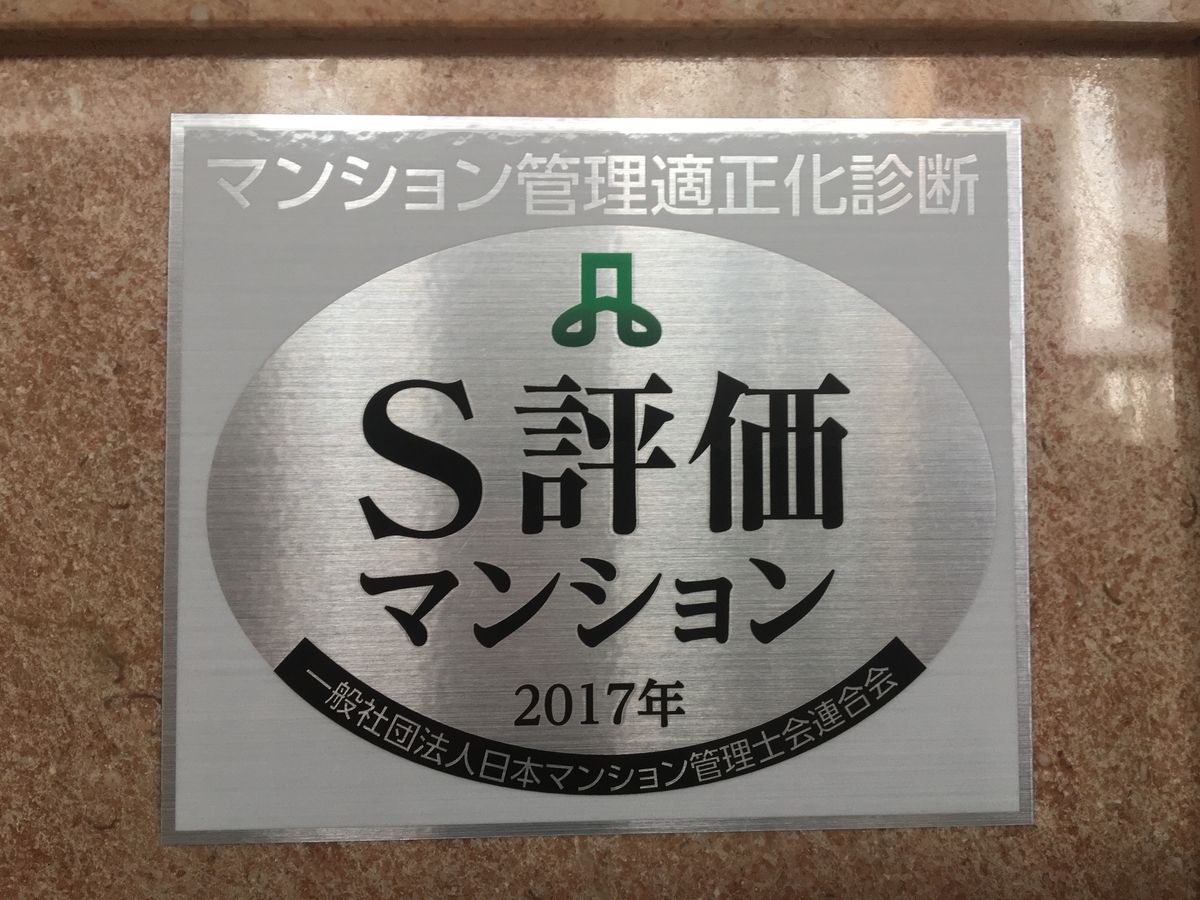 マンション管理適正化診断
S評価
マンション
2017年
一般社団法人日本マンション管理士会連合会